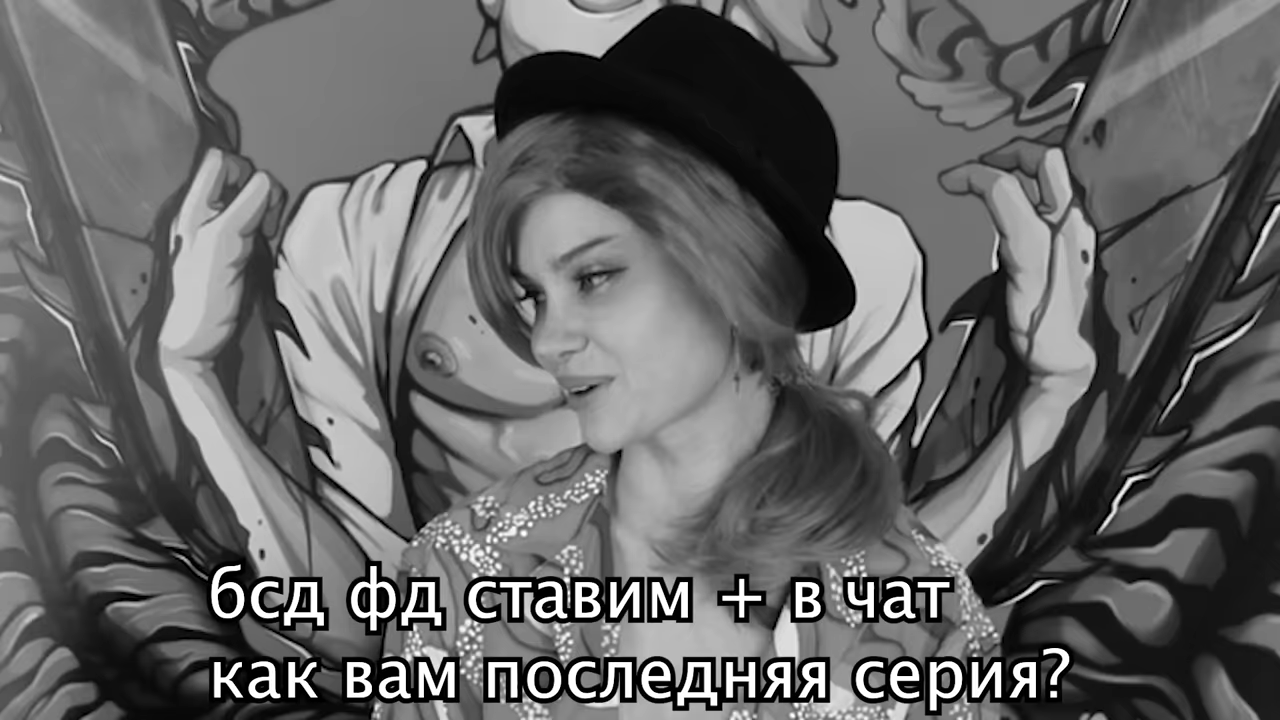 бсд фд ставим + в чат
как вам последняя серия?